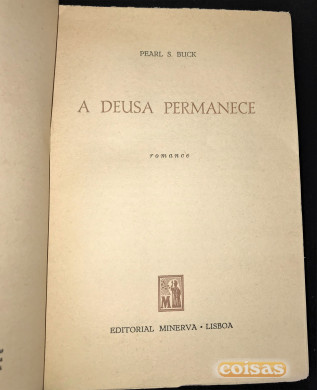 PEARL S. BUCK
A DEUSA PERMANECE
romance
M
EDITORIAL MINERVA • LISBOA
coisas